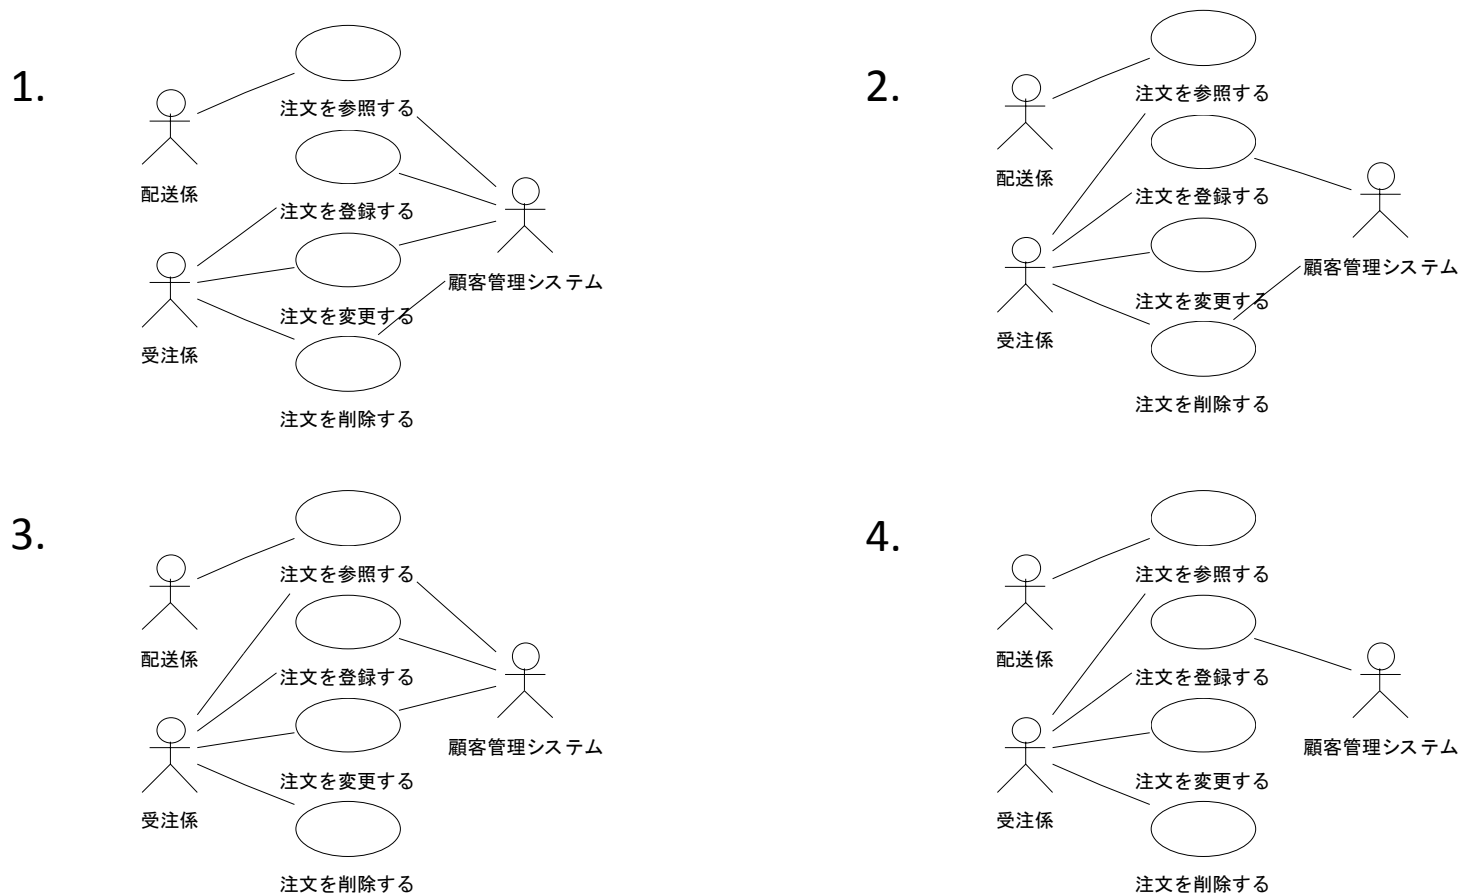 1.
注文を参照する
配送係
注文を登録する
顧客管理システム
注文を変更する
受注係
注文を削除する
2.
注文を参照する
配送係
注文を登録する
顧客管理システム
注文を変更する
受注係
注文を削除する
3.
注文を参照する
配送係
注文を登録する
顧客管理システム
注文を変更する
受注係
注文を削除する
4.
注文を参照する
配送係
注文を登録する
顧客管理システム
注文を変更する
受注係
注文を削除する